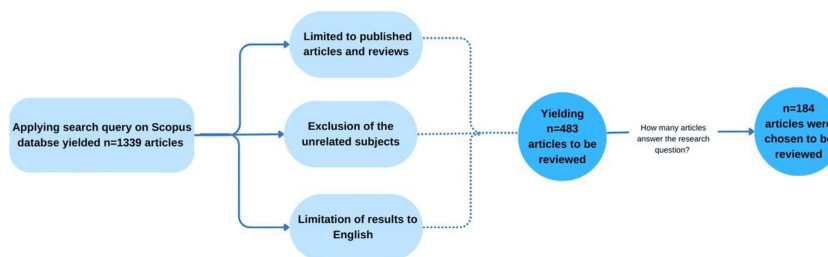 Limited to published
articles and reviews
Applying search query on Scopus
databse yielded n=1339 articles
Exclusion of the
unrelated subjects
Limitation of results to
English
Yielding
n=483
articles to be
reviewed
How many articles
answer the research
question?
n=184
articles were
chosen to be
reviewed